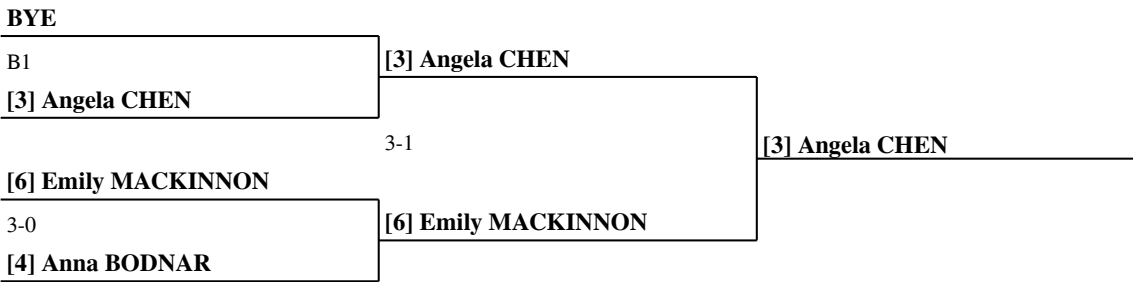 BYE
B1
[3] Angela CHEN
[3] Angela CHEN
3-1
[3] Angela CHEN
[6] Emily MACKINNON
3-0
[6] Emily MACKINNON
[4] Anna BODNAR